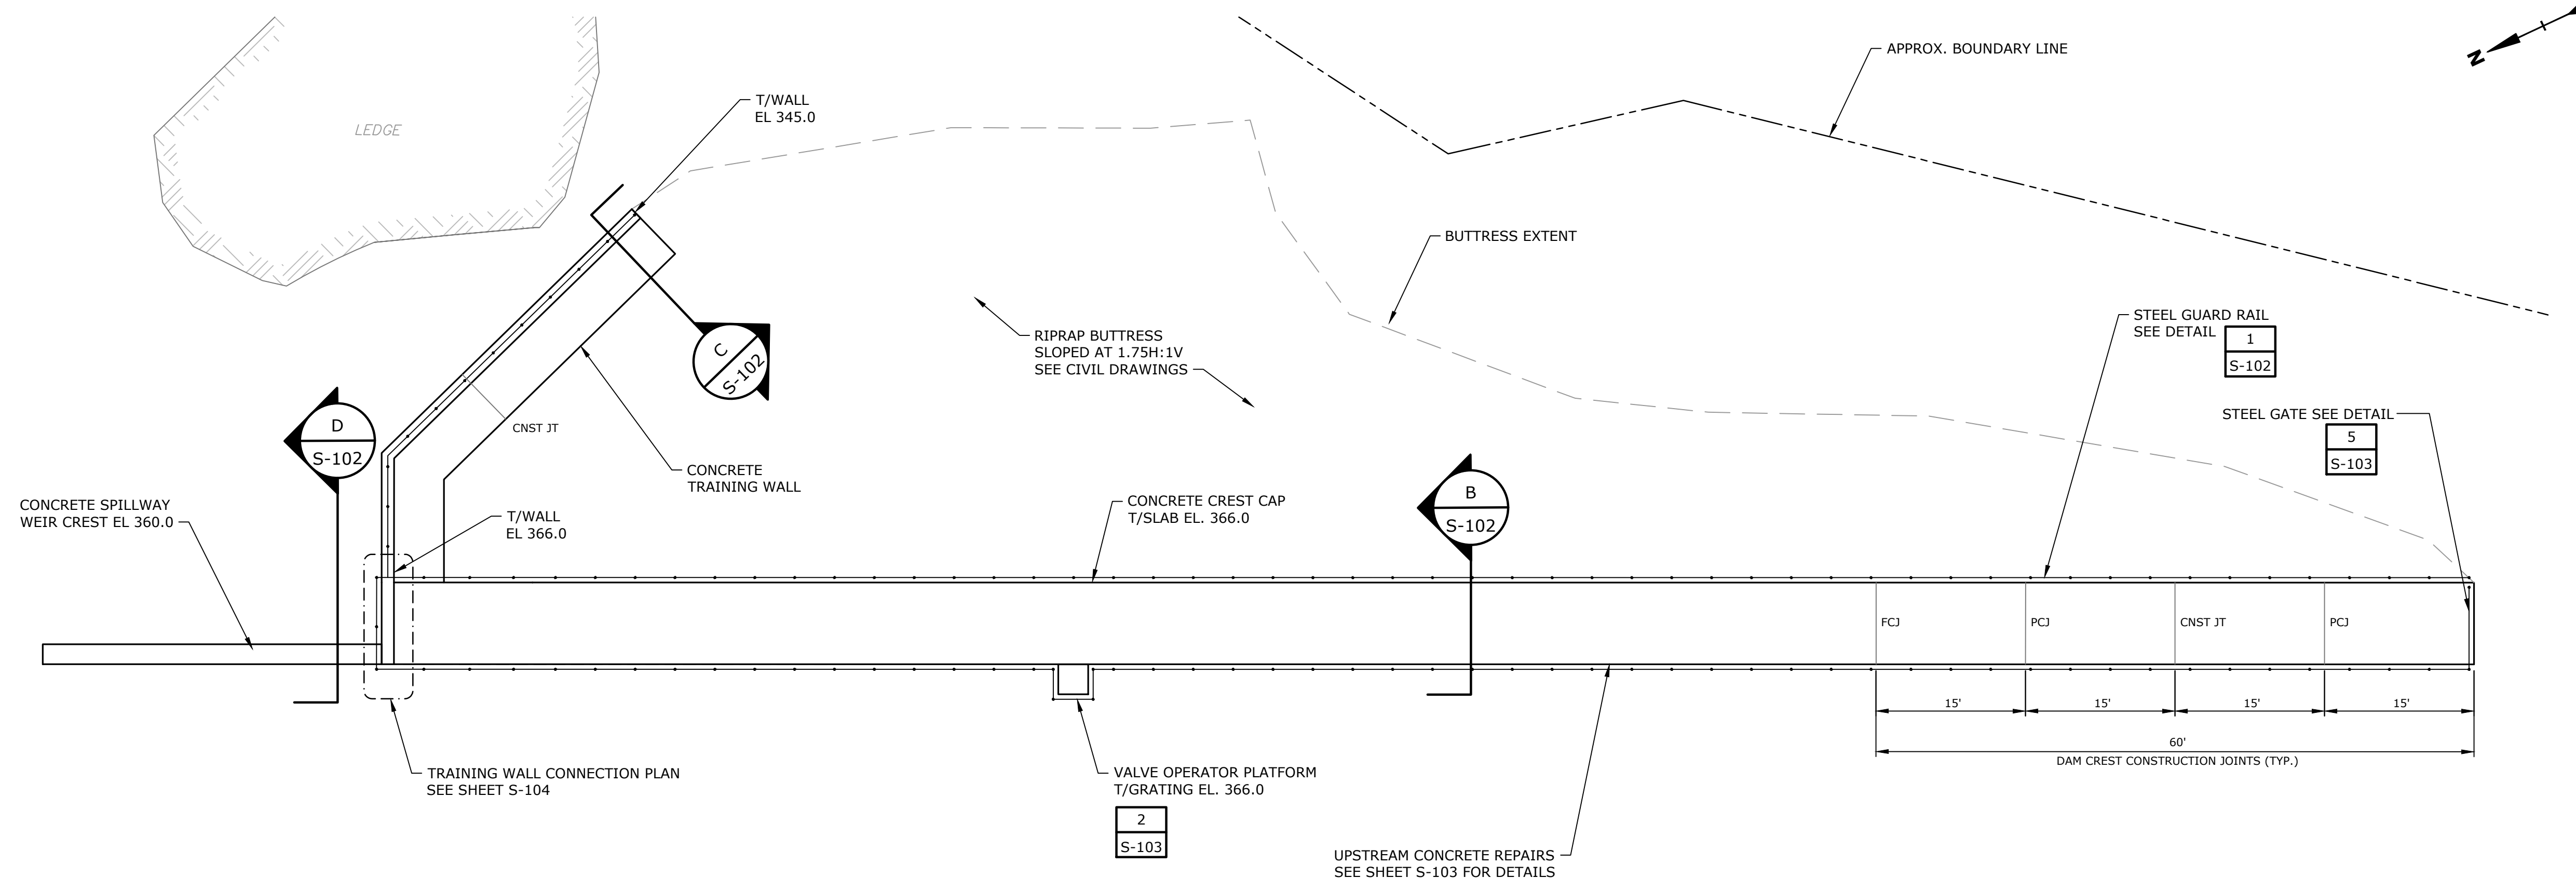 APPROX. BOUNDARY LINE
N
T/WALL
EL 345.0
LEDGE
BUTTRESS EXTENT
STEEL GUARD RAIL
SEE DETAIL
1
S-102
RIPRAP BUTTRESS
SLOPED AT 1.75H:1V
SEE CIVIL DRAWINGS
C
S-102
STEEL GATE SEE DETAIL
5
S-103
D
S-102
CNST JT
CONCRETE
TRAINING WALL
B
S-102
CONCRETE SPILLWAY
WEIR CREST EL 360.0
T/WALL
EL 366.0
CONCRETE CREST CAP
T/SLAB EL. 366.0
FCJ
PCJ
CNST JT
PCJ
15'
15'
15'
15'
60'
DAM CREST CONSTRUCTION JOINTS (TYP.)
TRAINING WALL CONNECTION PLAN
SEE SHEET S-104
VALVE OPERATOR PLATFORM
T/GRATING EL. 366.0
2
S-103
UPSTREAM CONCRETE REPAIRS
SEE SHEET S-103 FOR DETAILS